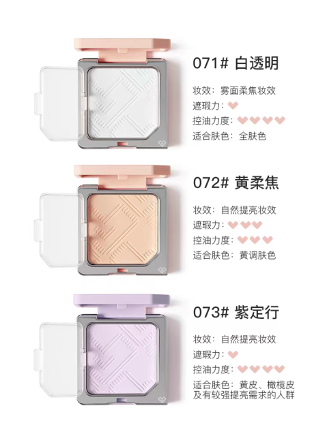 071# 白透明
妆效：雾面柔焦妆效
遮瑕力：
控油力度：
适合肤色：全肤色
072# 黄柔焦
妆效：自然提亮妆效
遮瑕力：
控油力度：
适合肤色：黄调肤色
073# 紫定行
妆效：自然提亮妆效
遮瑕力：
控油力度：
适合肤色：黄皮、橄榄皮
及有较强提亮需求的人群